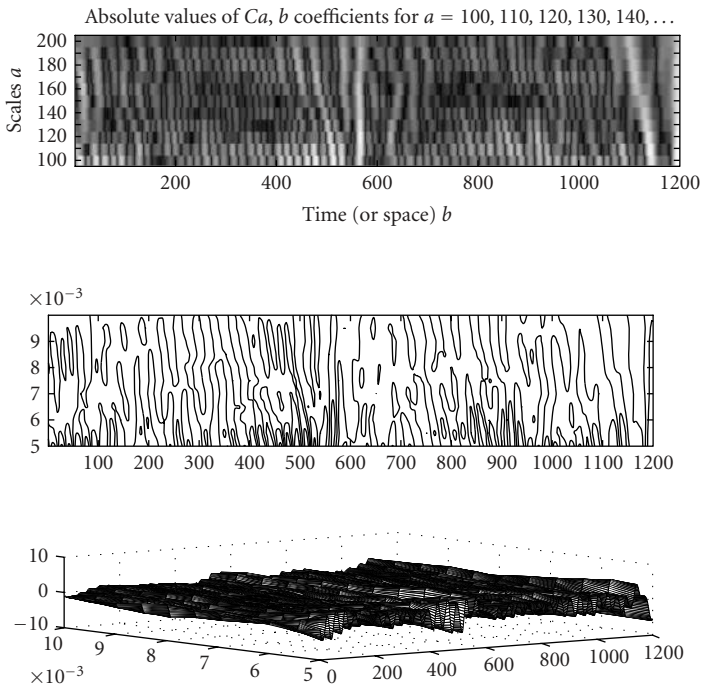 Absolute values of Ca, b coefficients for a = 100, 110, 120, 130, 140, ...
200
180
160
140
120
100
Scales a
200 400 600 800 1000 1200
Time (or space) b
×10−3
9
8
7
6
5
100 200 300 400 500 600 700 800 900 1000 1100 1200
10
0
−10
10 9 8 7 6 5
×10−3
0 200 400 600 800 1000 1200